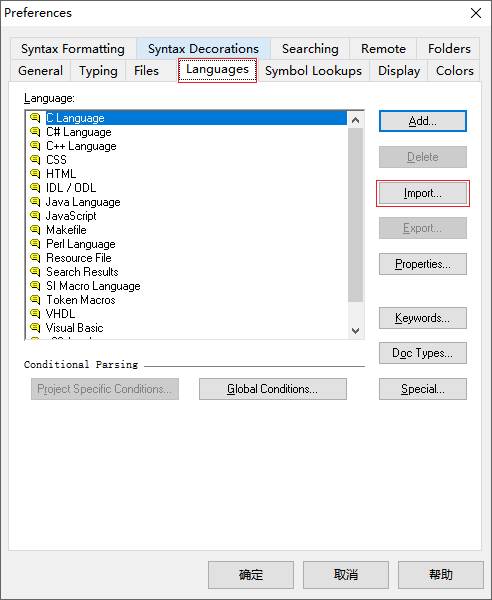 Preferences
Syntax Formatting Syntax Decorations Searching Remote Folders
General Typing Files Languages Symbol Lookups Display Colors
Language:
C Language
C# Language
C++ Language
CSS
HTML
IDL / ODL
Java Language
JavaScript
Makefile
Perl Language
Resource File
Search Results
SI Macro Language
Token Macros
VHDL
Visual Basic
Add...
Delete
Import...
Export...
Properties...
Keywords...
Doc Types...
Special...
Conditional Parsing
Project Specific Conditions... Global Conditions...
确定 取消 帮助